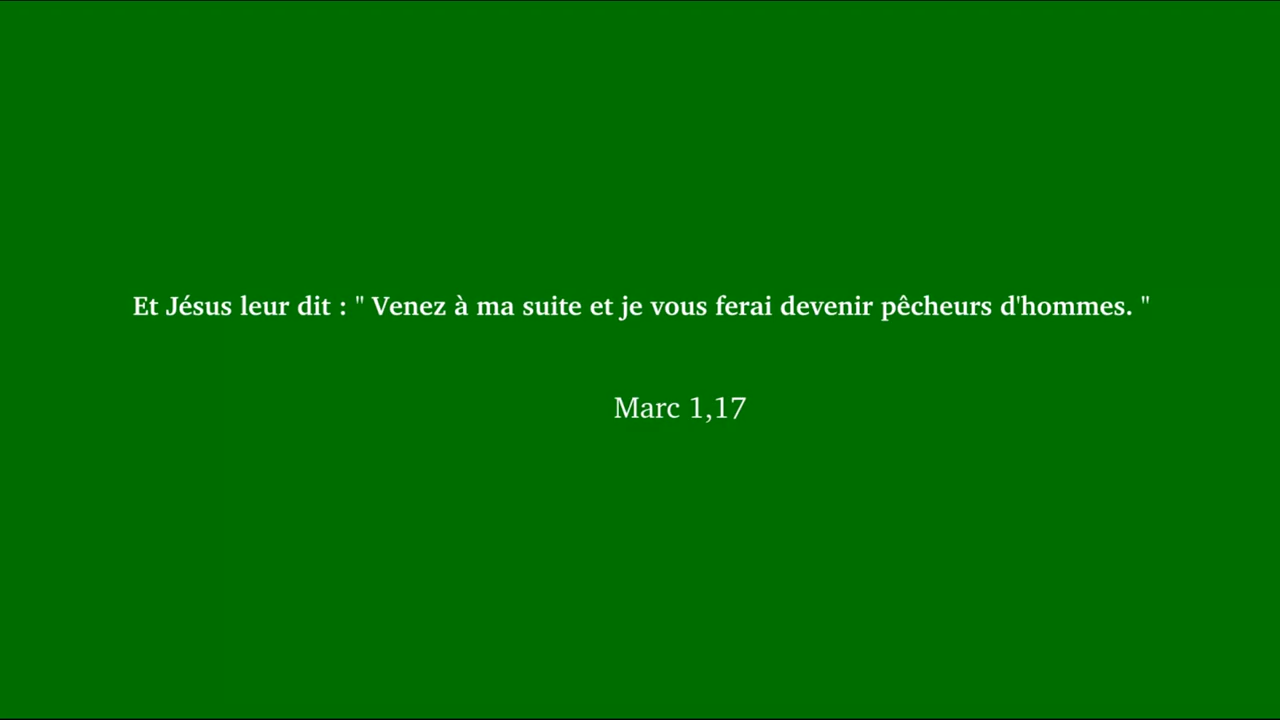 Et Jésus leur dit : " Venez à ma suite et je vous ferai devenir pêcheurs d'hommes. "
Marc 1,17